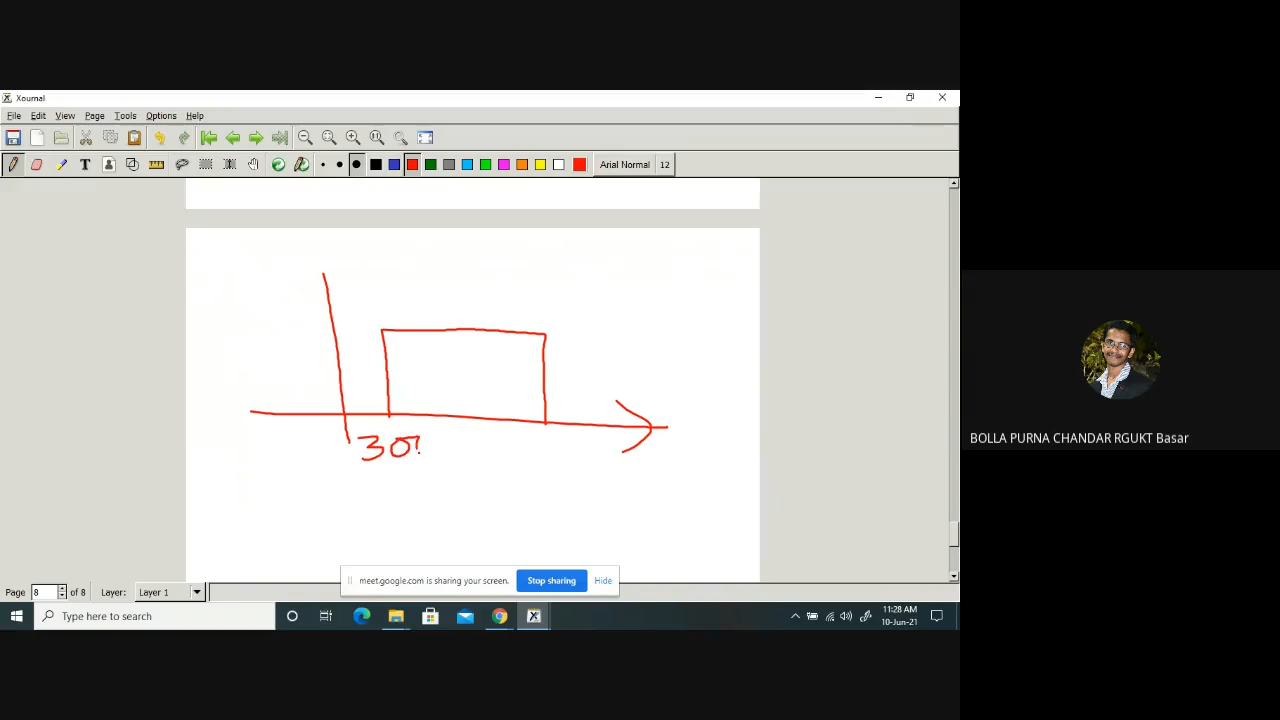 Xournal
File Edit View Page Tools Options Help
Arial Normal 12
30
BOLLA PURNA CHANDAR RGUKT Basar
meet.google.com is sharing your screen. Stop sharing Hide
Page 8 of 8 Layer: Layer 1
Type here to search
11:28 AM
10-Jun-21